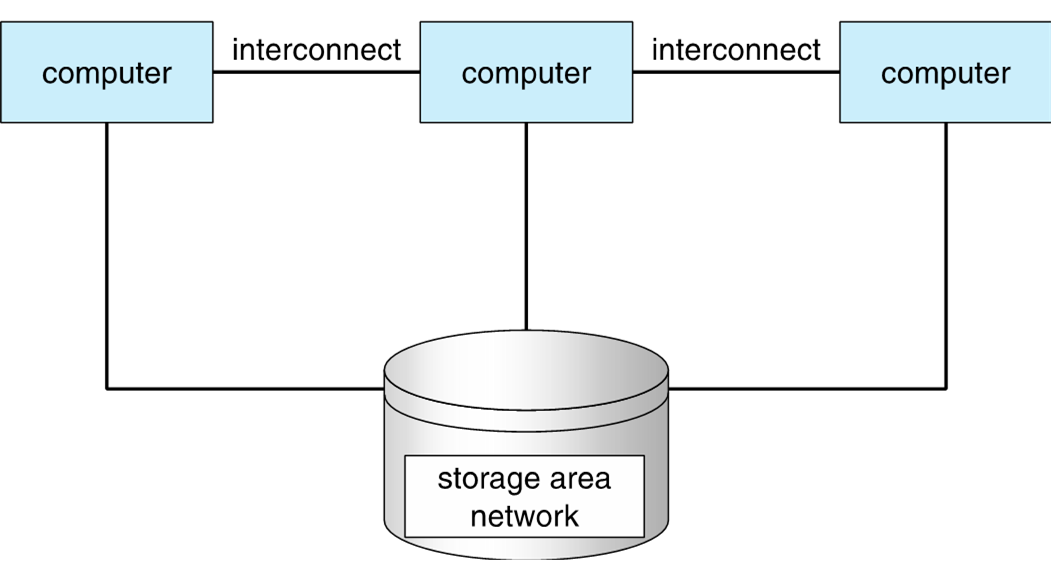 computer
interconnect
computer
interconnect
computer
storage area
network